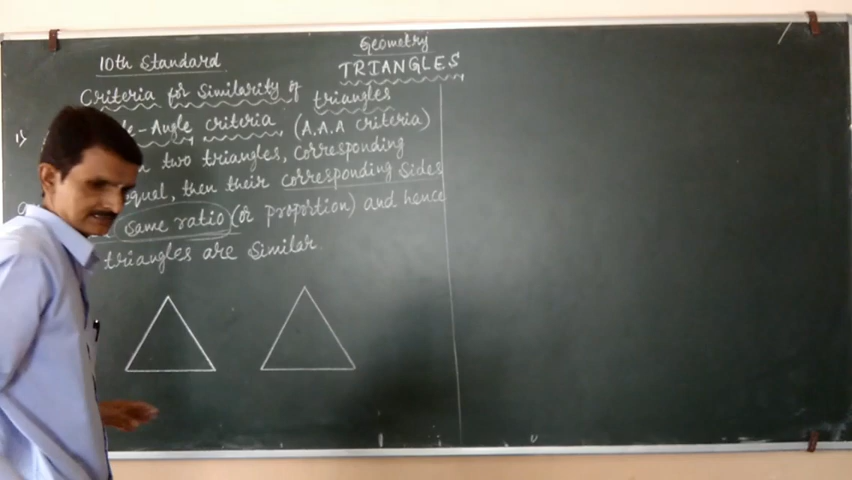 Geometry
10th Standard
TRIANGLES
Criteria for Similarity of triangles
1)
-Angle criteria (A.A.A criteria)
two triangles, corresponding
equal, then their corresponding sides
same ratio (or proportion) and hence
triangles are similar.